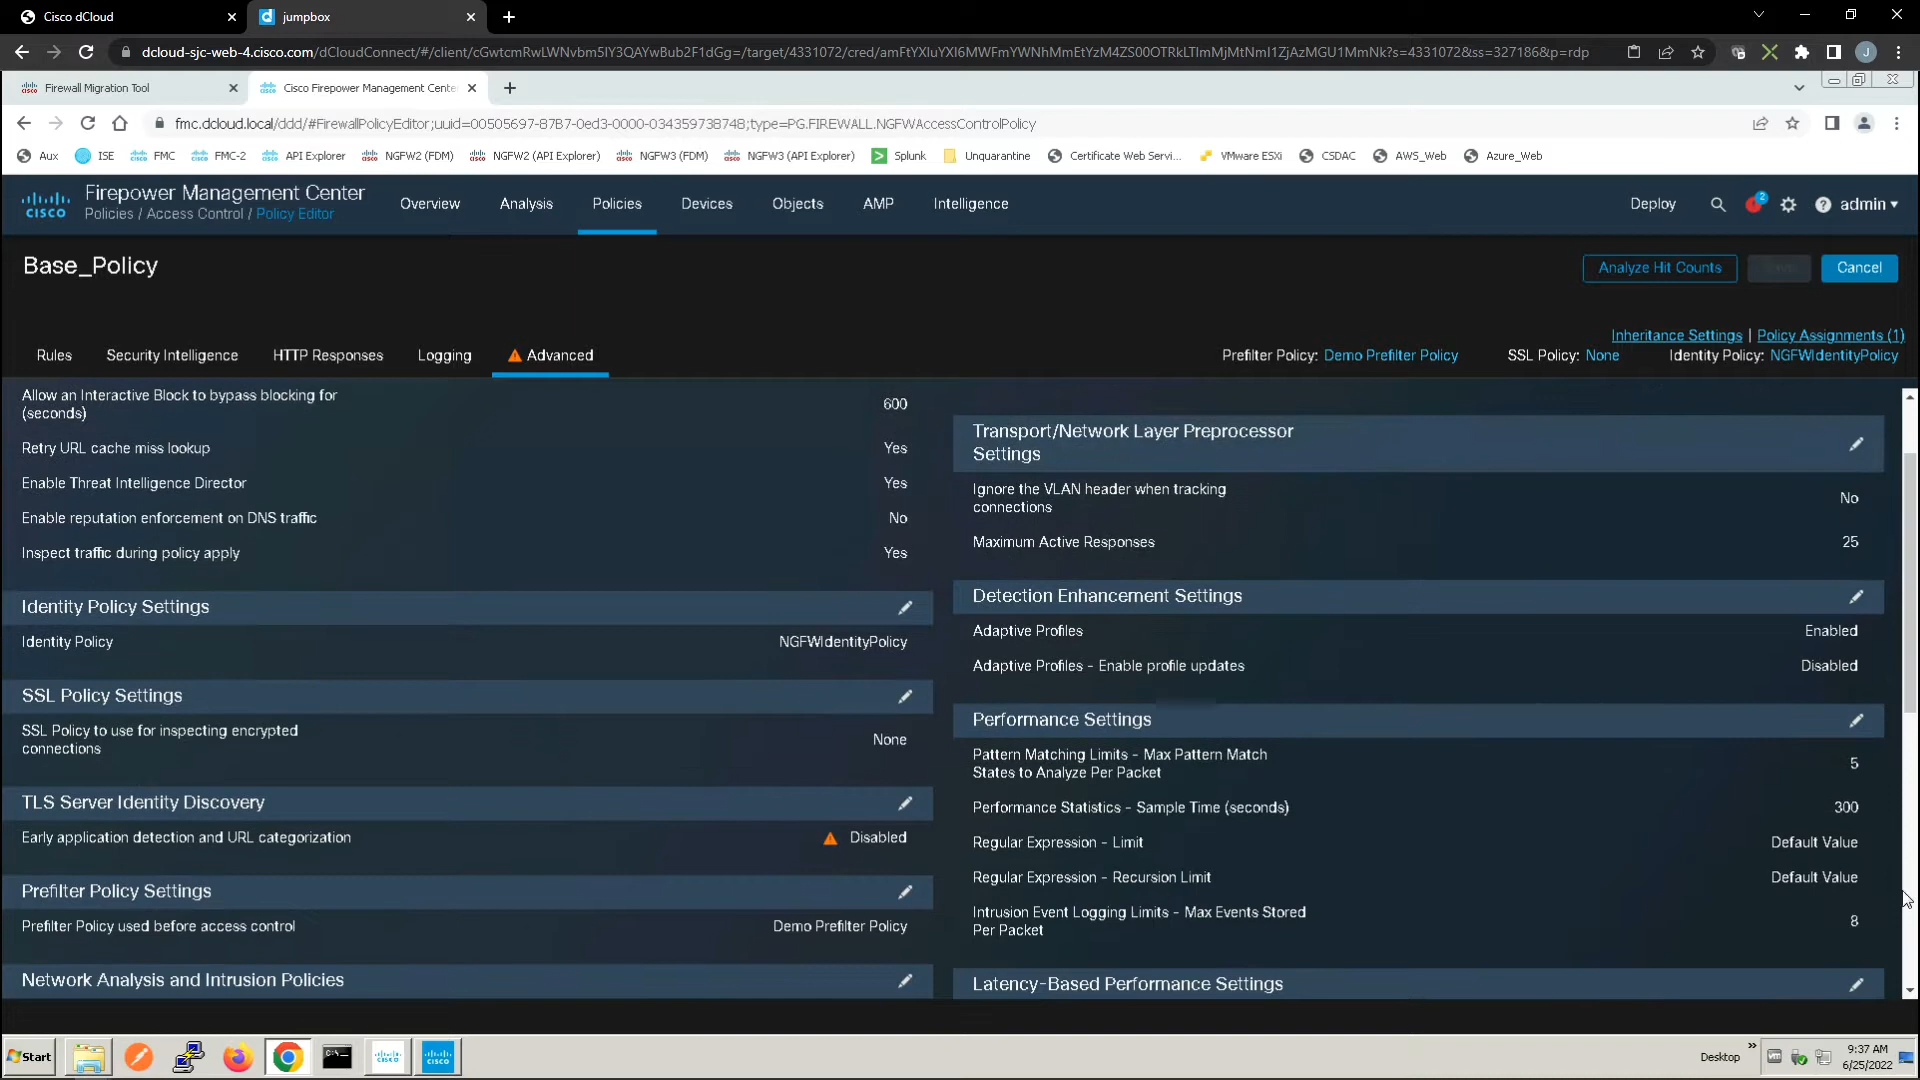 Cisco dCloud
jumpbox
dcloud-sjc-web-4.cisco.com/dCloudConnect/#/client/cGwtcmRwLWNvbm5lY3QAYwBub2F1dGg=/target/4331072/cred/amFtYXIuYXI6MWFmYWNhMmEtYzM4ZS00OTRkLTlmMjMtNmI1ZjAzMGU1MmNk?s=4331072&ss=327186&p=rdp
J
Firewall Migration Tool
Cisco Firepower Management Cente
fmc.dcloud.local/ddd/#FirewallPolicyEditor;uuid=00505697-87B7-0ed3-0000-034359738748;type=PG.FIREWALL.NGFWAccessControlPolicy
Aux ISE FMC FMC-2 API Explorer NGFW2 (FDM) NGFW2 (API Explorer) NGFW3 (FDM) NGFW3 (API Explorer) Splunk Unquarantine Certificate Web Servi... VMware ESXi CSDAC AWS_Web Azure_Web
CISCO
Firepower Management Center
Policies / Access Control / Policy Editor
Overview Analysis Policies Devices Objects AMP Intelligence
Deploy 2 admin
Base_Policy
Analyze Hit Counts Cancel
Inheritance Settings | Policy Assignments (1)
Rules Security Intelligence HTTP Responses Logging Advanced
Prefilter Policy: Demo Prefilter Policy SSL Policy: None Identity Policy: NGFWIdentityPolicy
Allow an Interactive Block to bypass blocking for
(seconds)
600
Retry URL cache miss lookup Yes
Enable Threat Intelligence Director Yes
Enable reputation enforcement on DNS traffic No
Inspect traffic during policy apply Yes
Identity Policy Settings
Identity Policy NGFWIdentityPolicy
SSL Policy Settings
SSL Policy to use for inspecting encrypted
connections
None
TLS Server Identity Discovery
Early application detection and URL categorization Disabled
Prefilter Policy Settings
Prefilter Policy used before access control Demo Prefilter Policy
Network Analysis and Intrusion Policies
Transport/Network Layer Preprocessor
Settings
Ignore the VLAN header when tracking
connections
No
Maximum Active Responses 25
Detection Enhancement Settings
Adaptive Profiles Enabled
Adaptive Profiles - Enable profile updates Disabled
Performance Settings
Pattern Matching Limits - Max Pattern Match
States to Analyze Per Packet
5
Performance Statistics - Sample Time (seconds) 300
Regular Expression - Limit Default Value
Regular Expression - Recursion Limit Default Value
Intrusion Event Logging Limits - Max Events Stored
Per Packet
8
Latency-Based Performance Settings
Start
Desktop
9:37 AM
6/25/2022